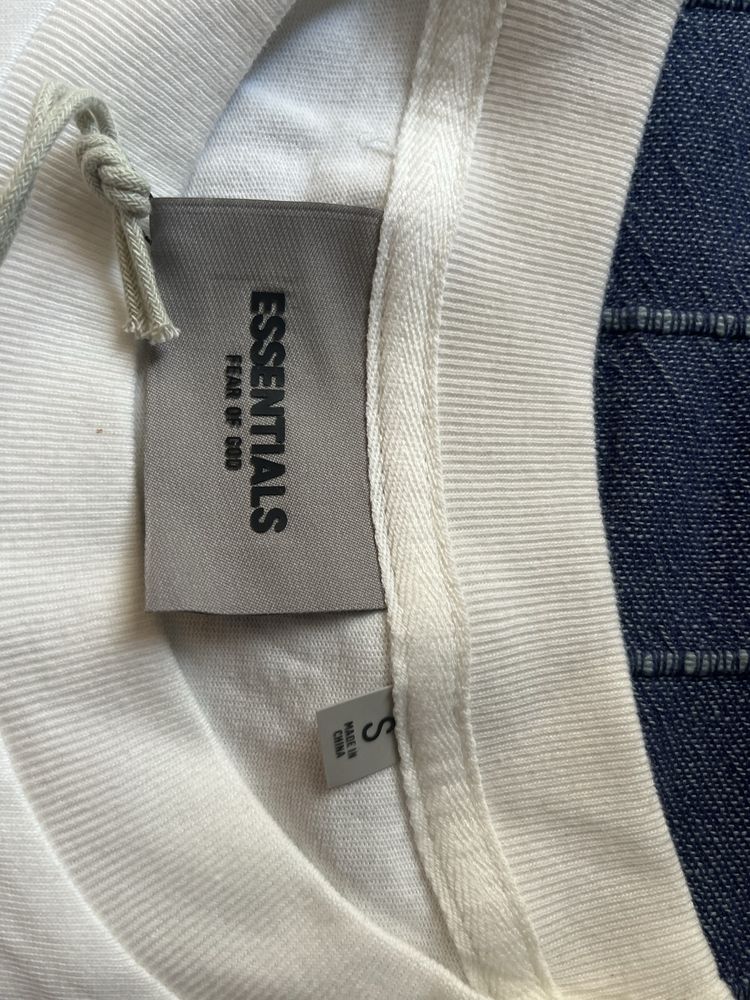 ESSENTIALS
FEAR OF GOD
S
MADE IN
CHINA